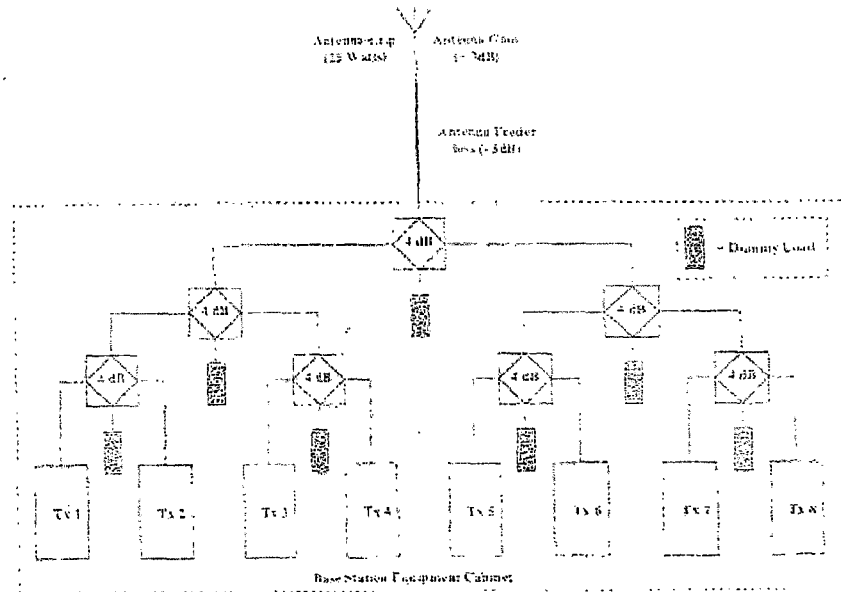 Antenna e.r.p
(25 Watts)
Antenna Gain
(+ 3dB)
Antenna Feeder
loss (- 3dB)
4 dB
= Dummy Load
4 dB
4 dB
4 dB
4 dB
4 dB
4 dB
Tx 1
Tx 2
Tx 3
Tx 4
Tx 5
Tx 6
Tx 7
Tx 8
Base Station Equipment Cabinet